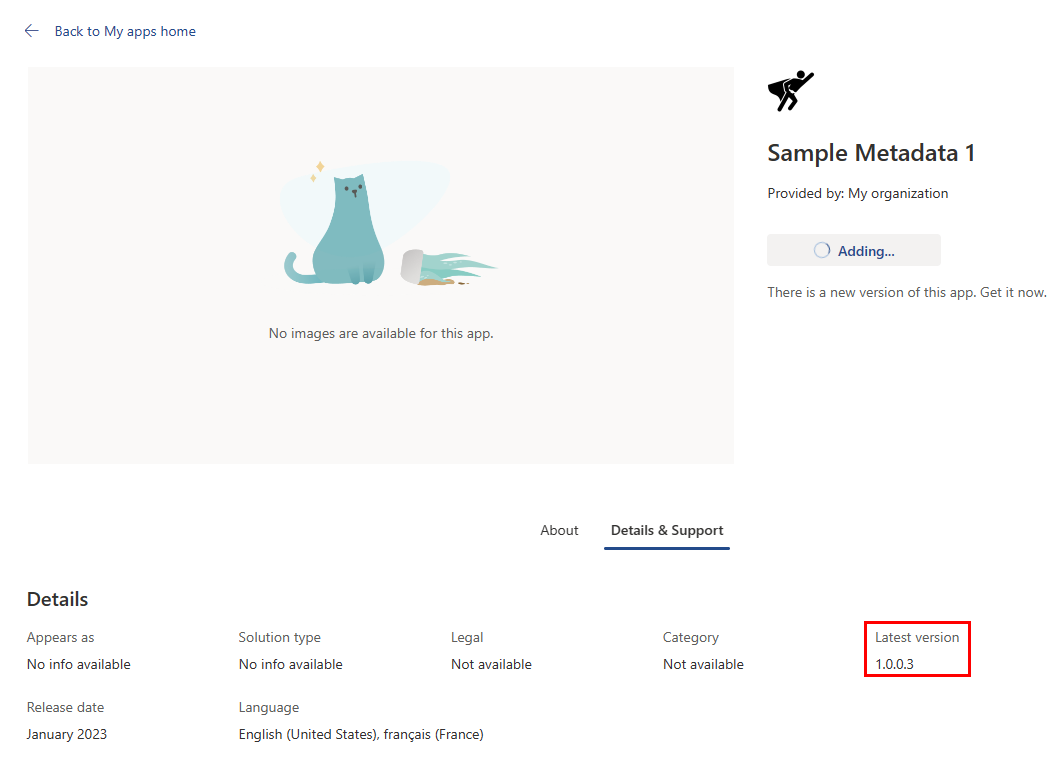 Back to My apps home
No images are available for this app.
Sample Metadata 1
Provided by: My organization
Adding...
There is a new version of this app. Get it now.
About
Details & Support
Details
Appears as
No info available
Solution type
No info available
Legal
Not available
Category
Not available
Latest version
1.0.0.3
Release date
January 2023
Language
English (United States), français (France)